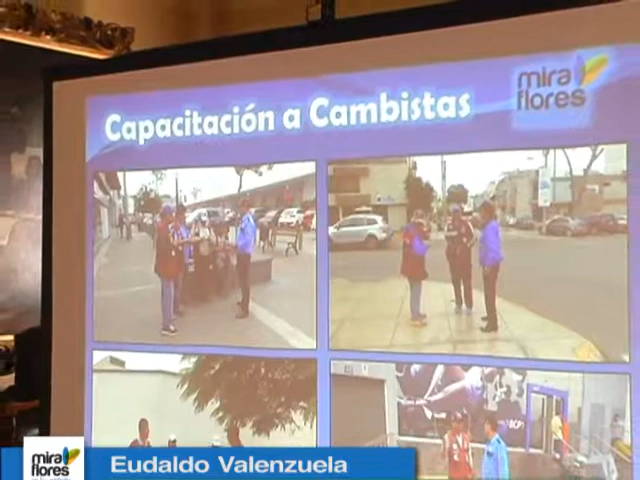 Capacitación a Cambistas
mira
flores
mira
flores
Eudaldo Valenzuela